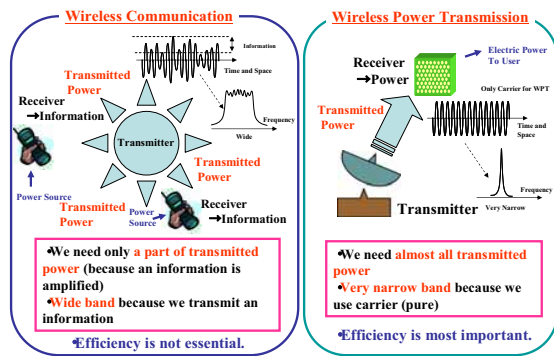 Wireless Communication
Information
Time and Space
Transmitted
Power
Receiver
→Information
Frequency
Wide
Transmitter
Power Source
Transmitted
Power
Transmitted
Power
Power
Source
Receiver
→Information
•We need only a part of transmitted
power (because an information is
amplified)
•Wide band because we transmit an
information
•Efficiency is not essential.
Wireless Power Transmission
Receiver
→Power
Electric Power
To User
Only Carrier for WPT
Transmitted
Power
Time and
Space
Transmitter
Frequency
Very Narrow
•We need almost all transmitted
power
•Very narrow band because we
use carrier (pure)
•Efficiency is most important.